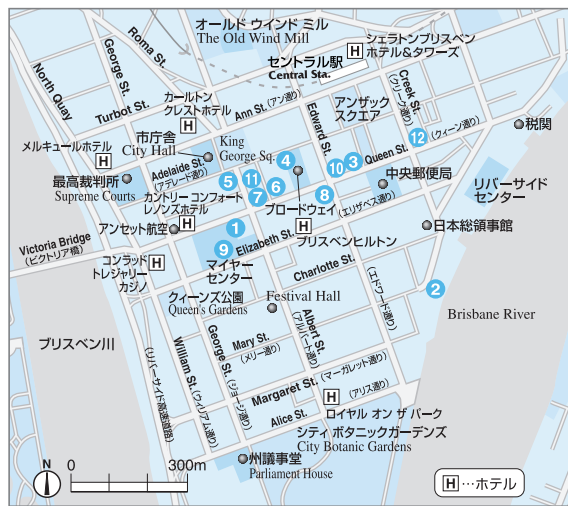 オールド ウインド ミル
The Old Wind Mill
シェラトンブリスベン
ホテル&タワーズ
H
セントラル駅
Central Sta.
Roma St.
George St.
North Quay
Turbot St.
カールトン
クレストホテル
H
Ann St. (アン通り)
Edward St.
アンザック
スクエア
Creek St.
(クリーク通り)
12
(クィーン通り)
税関
メルキュールホテル
H
市庁舎
City Hall
King
George Sq.
4
10
3
Queen St.
最高裁判所
Supreme Courts
Adelaide St.
(アデレード通り)
5
11
7
6
8
中央郵便局
リバーサイド
センター
カントリー コンフォート
レノンズホテル
H
ブロードウェイ
(エリザベス通り)
アンセット航空
1
H
ブリスベンヒルトン
日本総領事館
Victoria Bridge
(ビクトリア橋)
9
Elizabeth St.
コンラッド
トレジャリー
カジノ
H
マイヤー
センター
Charlotte St.
(エドワード通り)
2
クィーンズ公園
Queen's Gardens
Festival Hall
Brisbane River
ブリスベン川
Mary St.
(メリー通り)
Albert St.
(アルバート通り)
(リバーサイド高速道路)
William St.
(ウィリアム通り)
George St.
(ジョージ通り)
Margaret St.
(マーガレット通り)
Alice St.
(アリス通り)
H
ロイヤル オン ザ パーク
シティ ボタニックガーデンズ
City Botanic Gardens
州議事堂
Parliament House
N
0
300m
H…ホテル